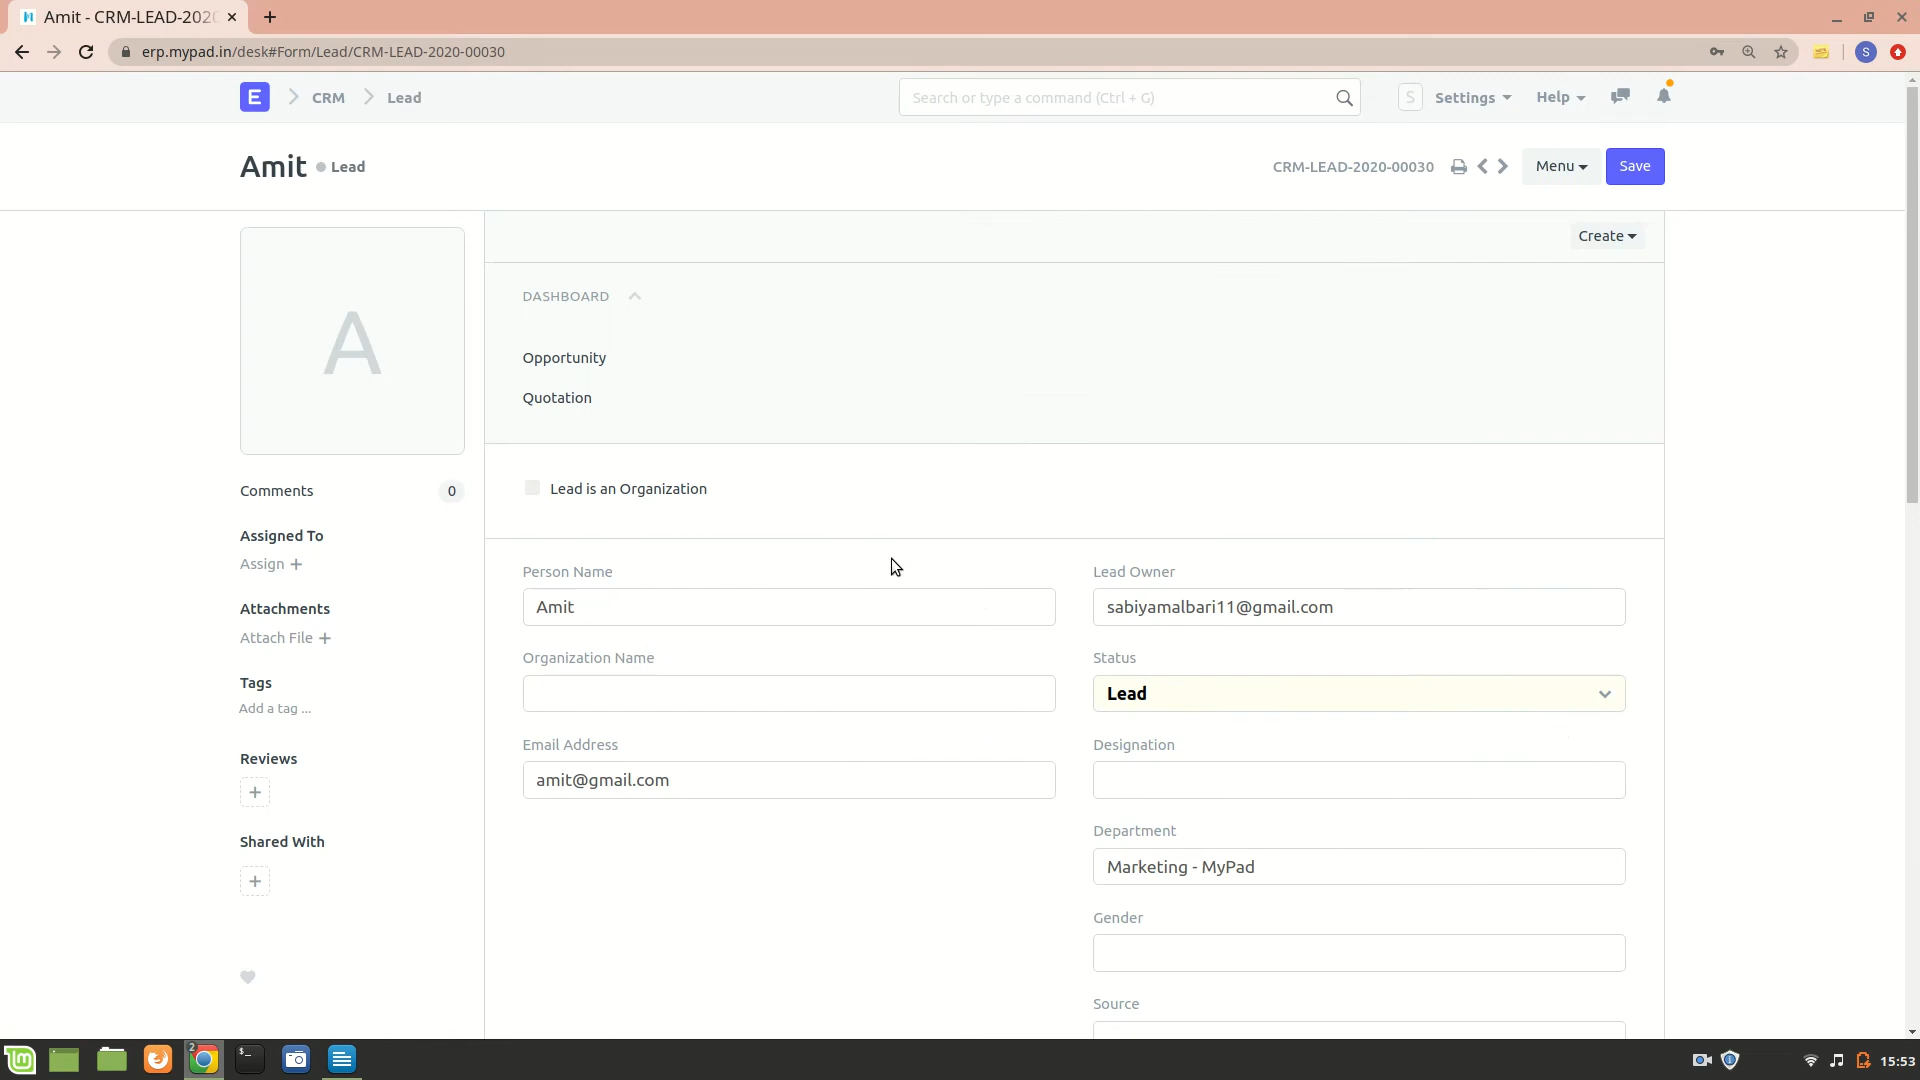 Amit - CRM-LEAD-202
erp.mypad.in/desk#Form/Lead/CRM-LEAD-2020-00030
S
E
CRM
Lead
Search or type a command (Ctrl + G)
S
Settings
Help
Amit
Lead
CRM-LEAD-2020-00030
Menu
Save
A
Create
DASHBOARD
Opportunity
Quotation
Lead is an Organization
Comments
0
Assigned To
Assign +
Attachments
Attach File +
Tags
Add a tag ...
Reviews
+
Shared With
+
Person Name
Amit
Organization Name
Email Address
amit@gmail.com
Lead Owner
sabiyamalbari11@gmail.com
Status
Lead
Designation
Department
Marketing - MyPad
Gender
Source
2
15:53